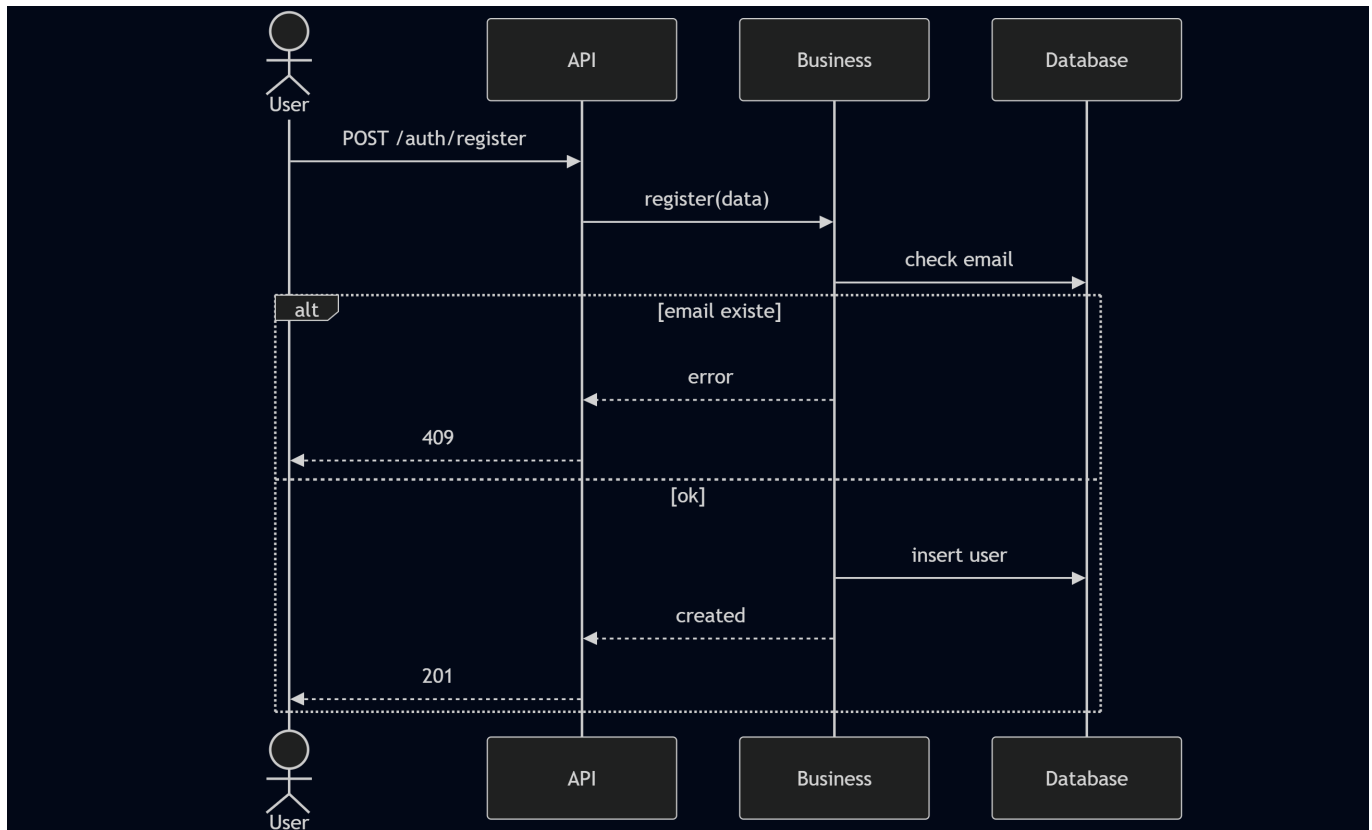 User
API
Business
Database
POST /auth/register
register(data)
check email
alt
[email existe]
error
409
[ok]
insert user
created
201
User
API
Business
Database